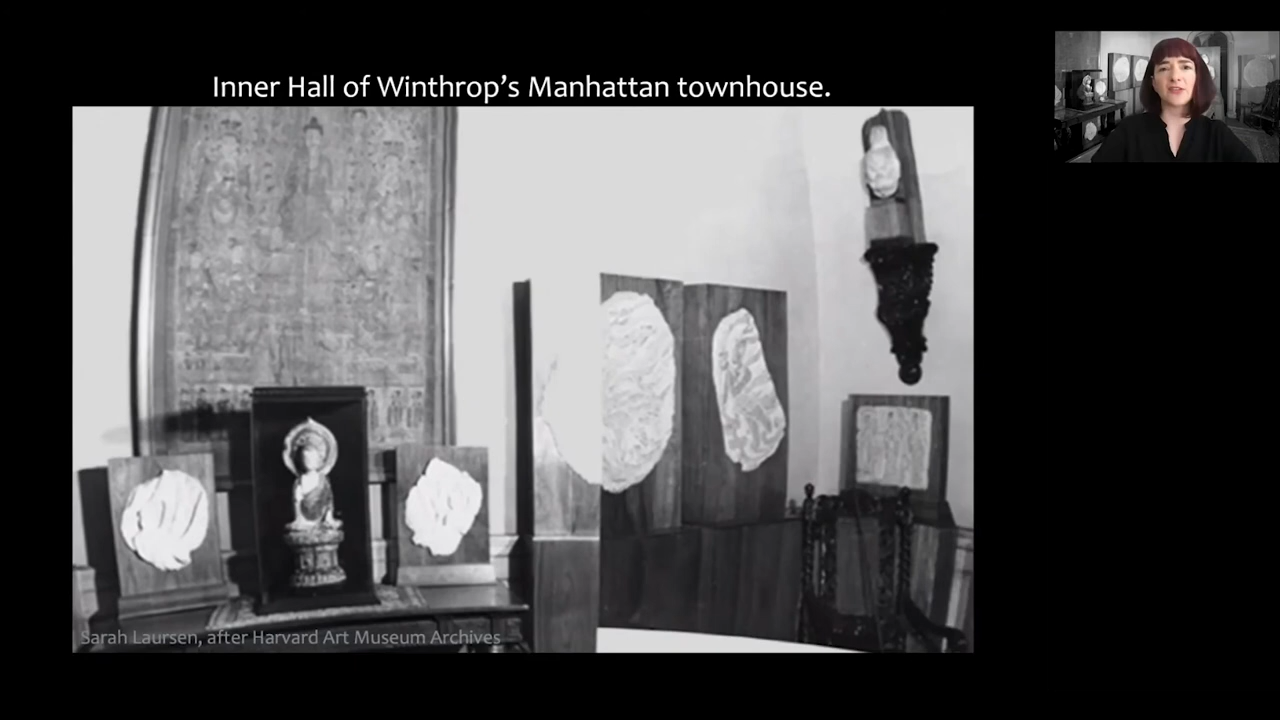 Inner Hall of Winthrop's Manhattan townhouse.
Sarah Laursen, after Harvard Art Museum Archives